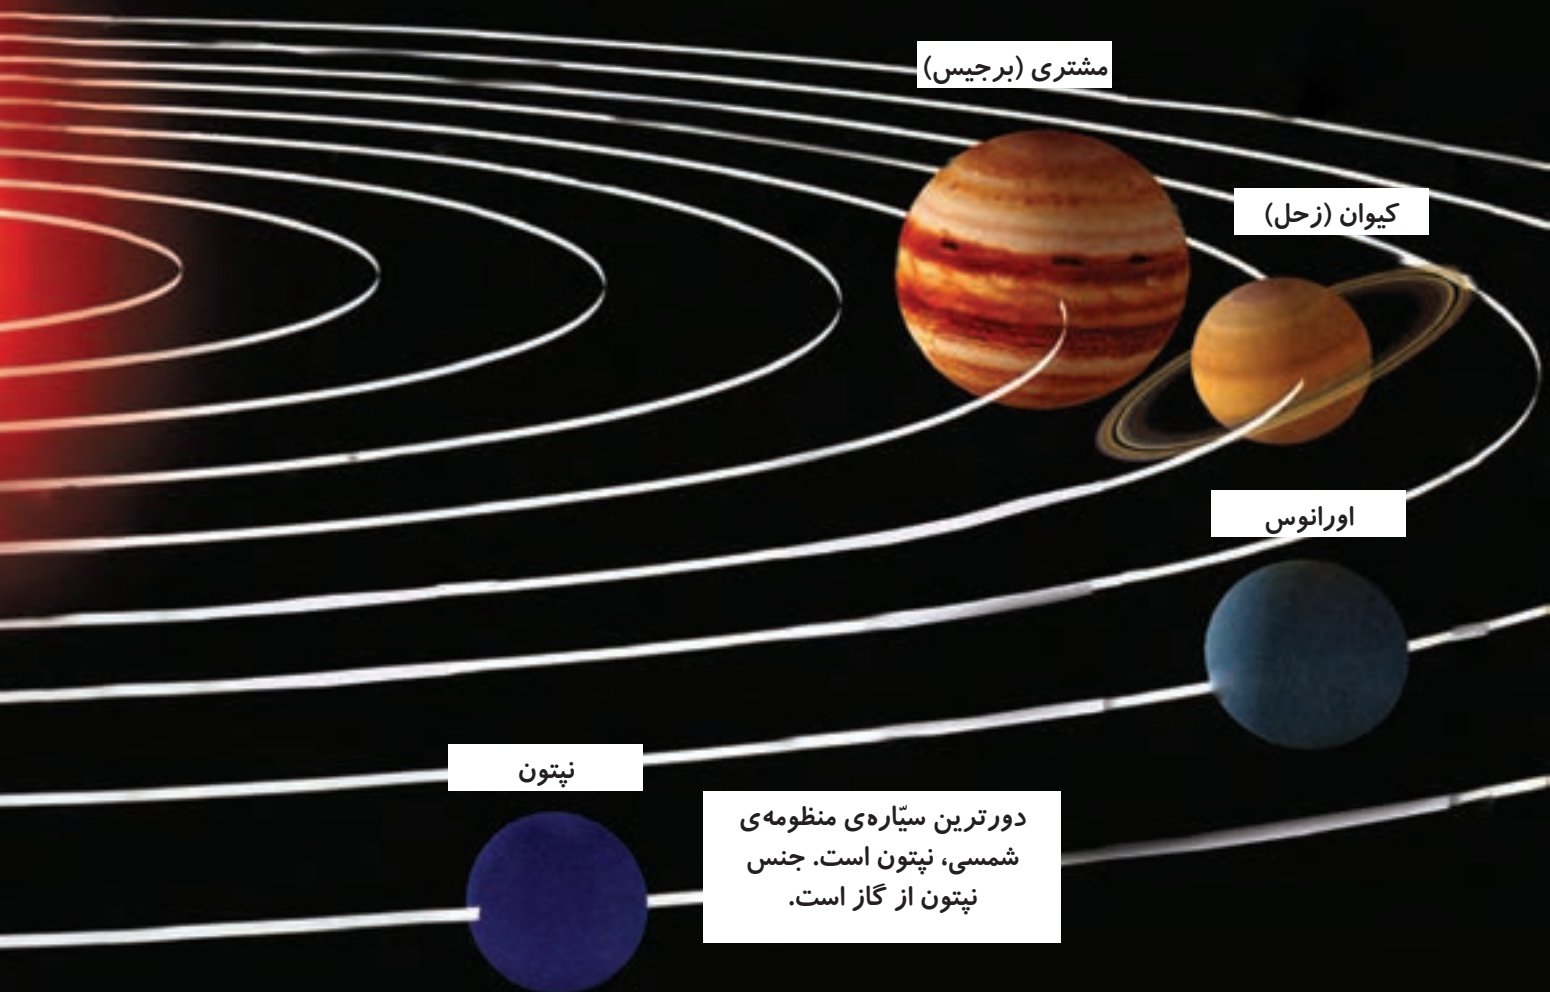 مشتری (برجیس)
کیوان (زحل)
اورانوس
نپتون
دورترین سیّاره‌ی منظومه‌ی
شمسی، نپتون است. جنس
نپتون از گاز است.